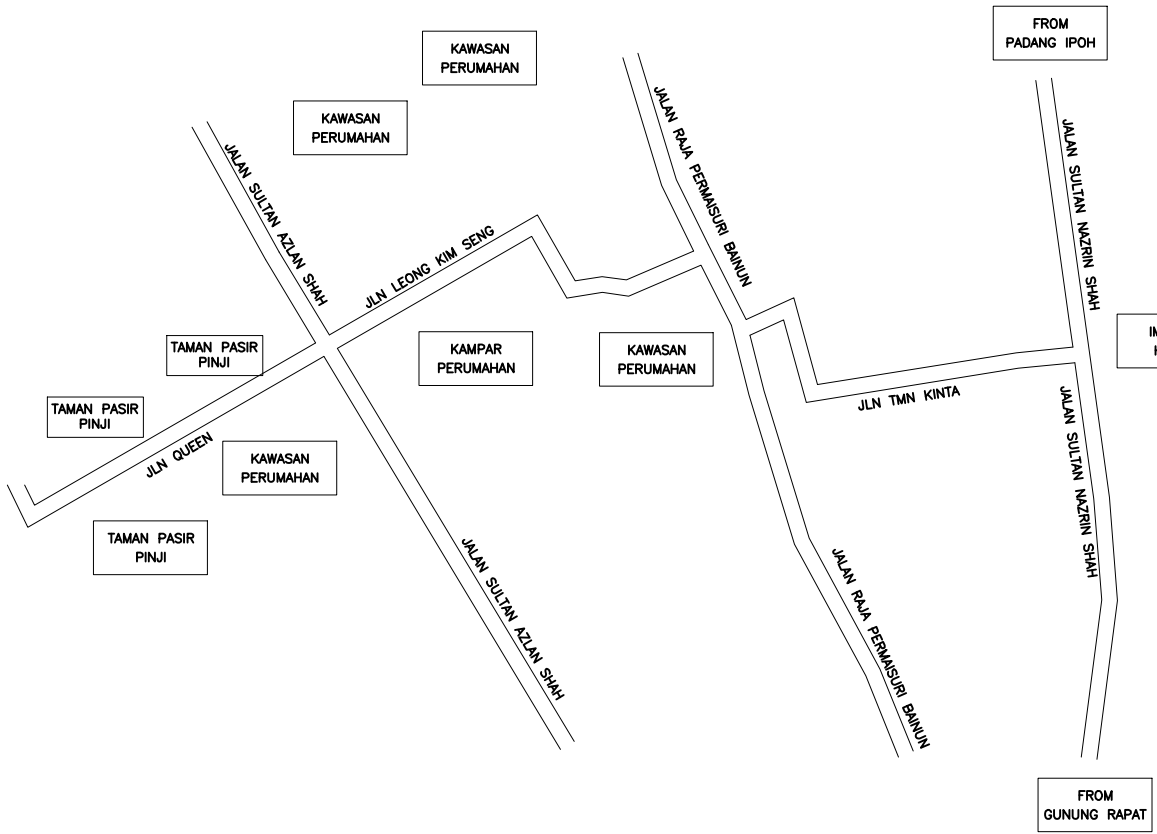 FROM
PADANG IPOH
KAWASAN
PERUMAHAN
KAWASAN
PERUMAHAN
JALAN RAJA PERMAISURI BAINUN
JALAN SULTAN NAZRIN SHAH
JALAN SULTAN AZLAN SHAH
JLN LEONG KIM SENG
TAMAN PASIR
PINJI
KAMPAR
PERUMAHAN
KAWASAN
PERUMAHAN
JLN TMN KINTA
JALAN SULTAN NAZRIN SHAH
TAMAN PASIR
PINJI
JLN QUEEN
KAWASAN
PERUMAHAN
TAMAN PASIR
PINJI
JALAN SULTAN AZLAN SHAH
JALAN RAJA PERMAISURI BAINUN
FROM
GUNUNG RAPAT